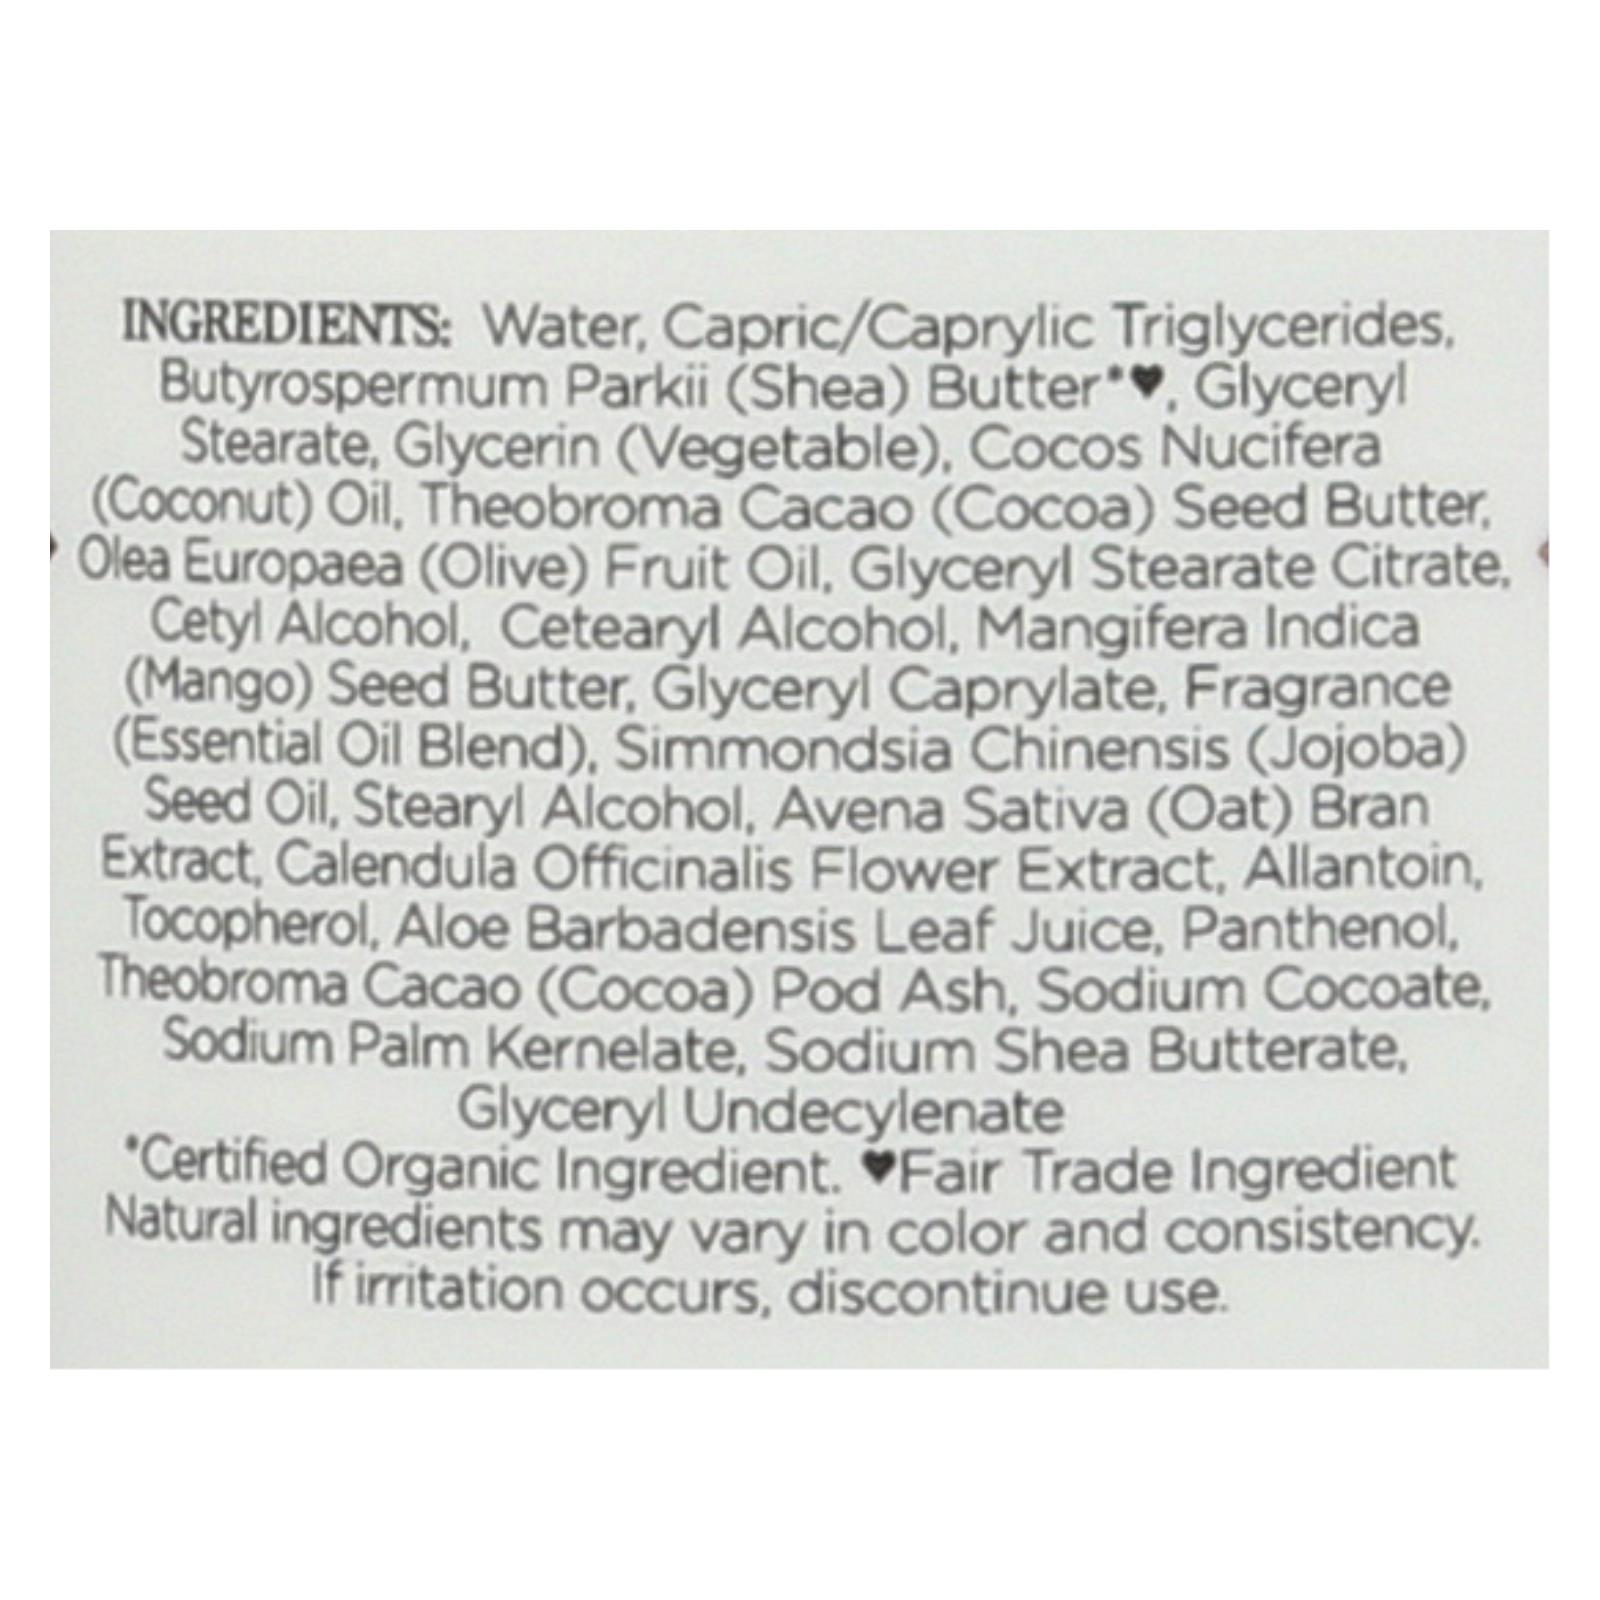 INGREDIENTS: Water, Capric/Caprylic Triglycerides,
Butyrospermum Parkii (Shea) Butter*♥, Glyceryl
Stearate, Glycerin (Vegetable), Cocos Nucifera
(Coconut) Oil, Theobroma Cacao (Cocoa) Seed Butter,
Olea Europaea (Olive) Fruit Oil, Glyceryl Stearate Citrate,
Cetyl Alcohol, Cetearyl Alcohol, Mangifera Indica
(Mango) Seed Butter, Glyceryl Caprylate, Fragrance
(Essential Oil Blend), Simmondsia Chinensis (Jojoba)
Seed Oil, Stearyl Alcohol, Avena Sativa (Oat) Bran
Extract, Calendula Officinalis Flower Extract, Allantoin,
Tocopherol, Aloe Barbadensis Leaf Juice, Panthenol,
Theobroma Cacao (Cocoa) Pod Ash, Sodium Cocoate,
Sodium Palm Kernelate, Sodium Shea Butterate,
Glyceryl Undecylenate
*Certified Organic Ingredient. ♥Fair Trade Ingredient
Natural ingredients may vary in color and consistency.
If irritation occurs, discontinue use.